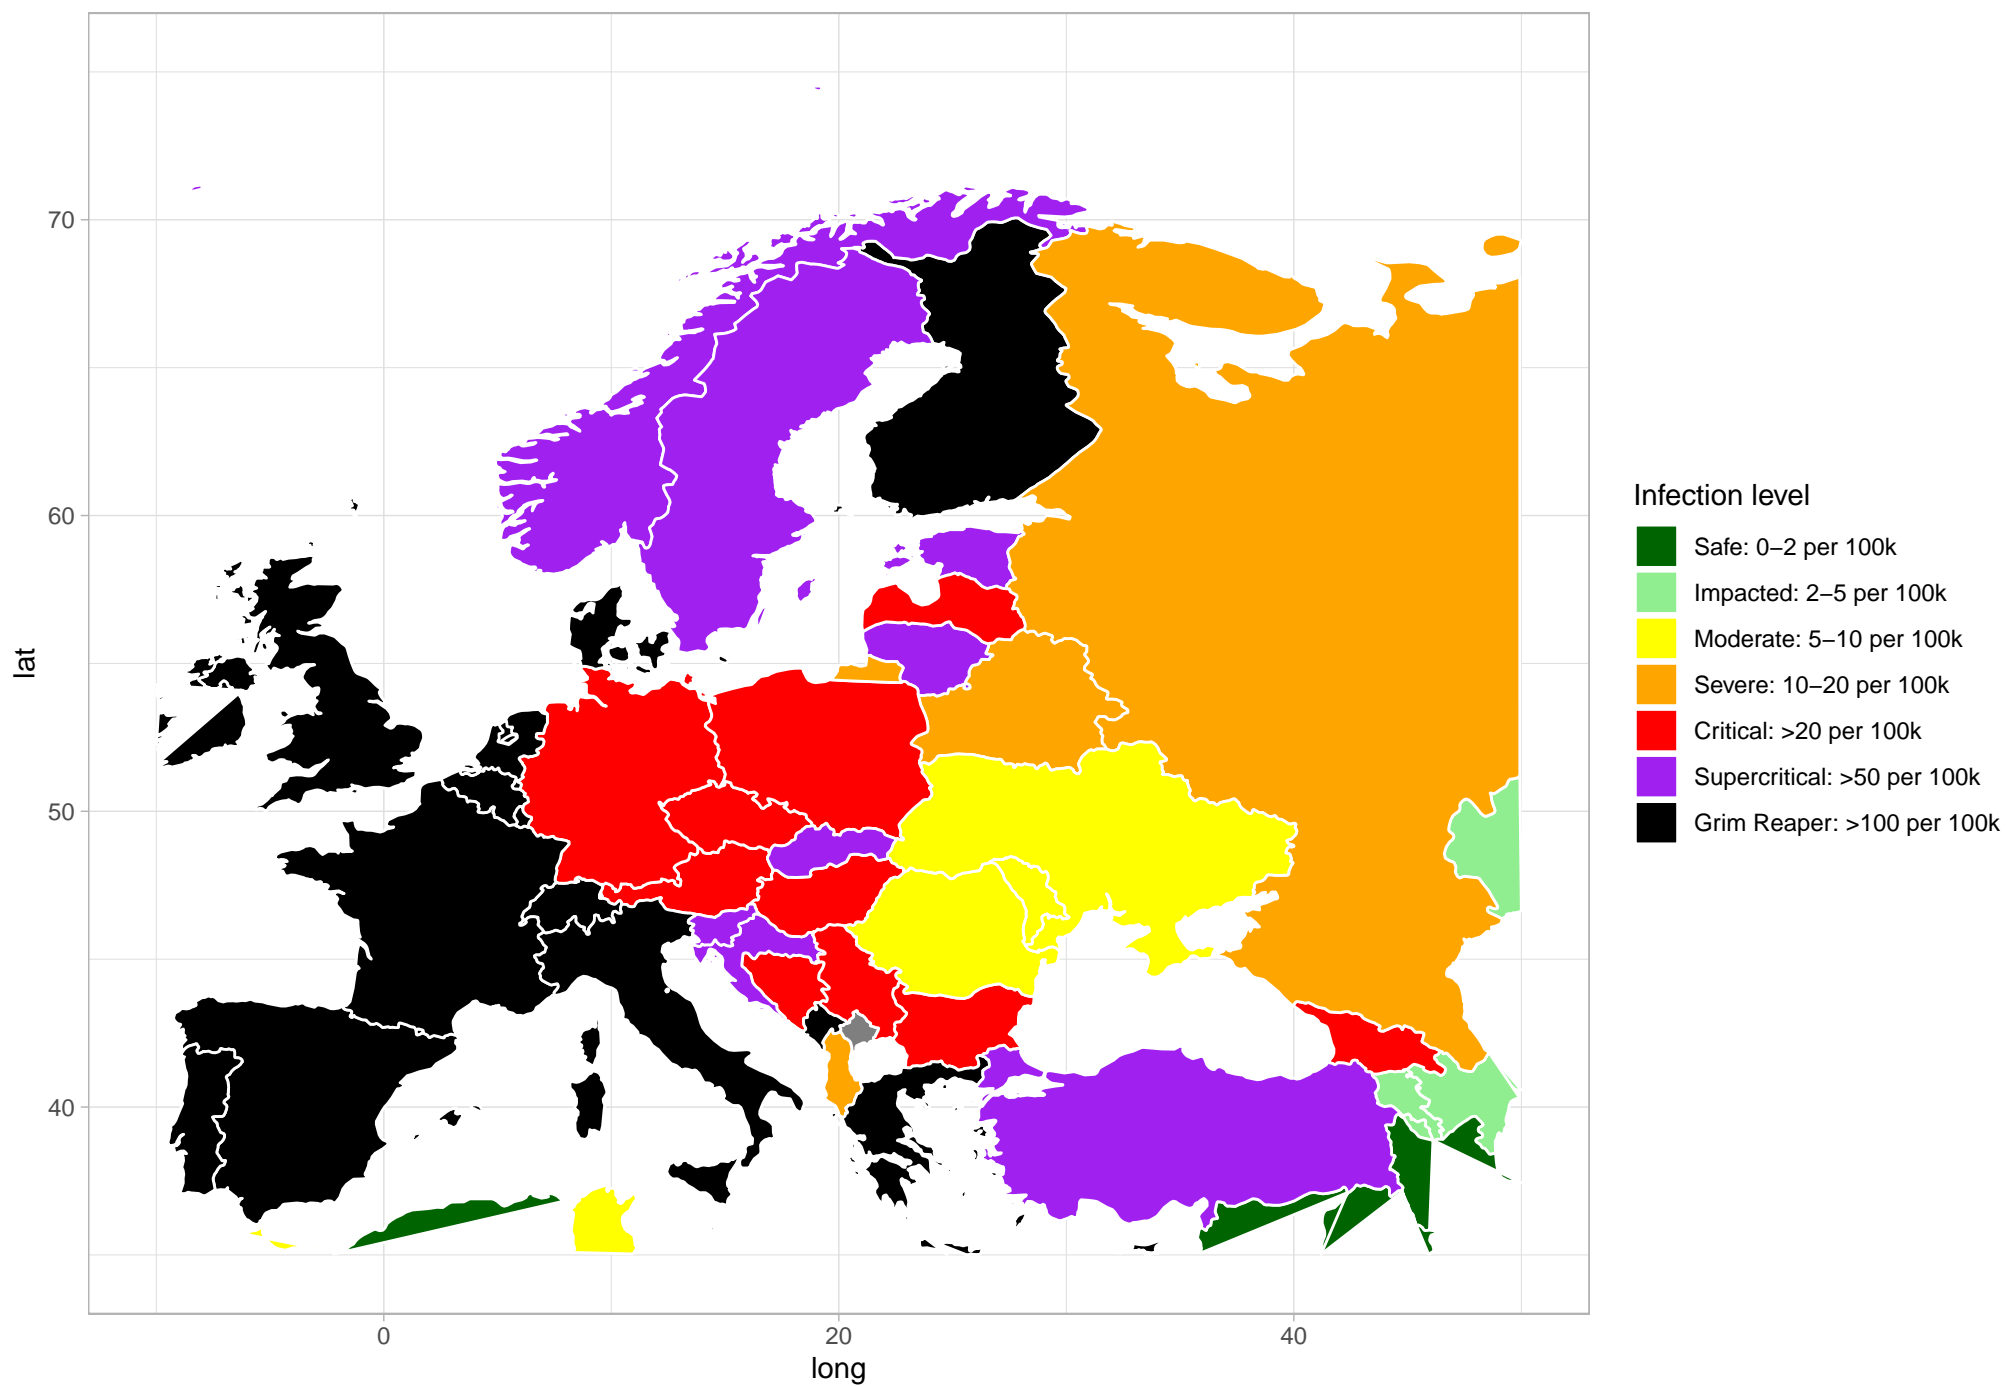 70
60
50
40
lat
0
20
40
long
Infection level
Safe: 0–2 per 100k
Impacted: 2–5 per 100k
Moderate: 5–10 per 100k
Severe: 10–20 per 100k
Critical: >20 per 100k
Supercritical: >50 per 100k
Grim Reaper: >100 per 100k